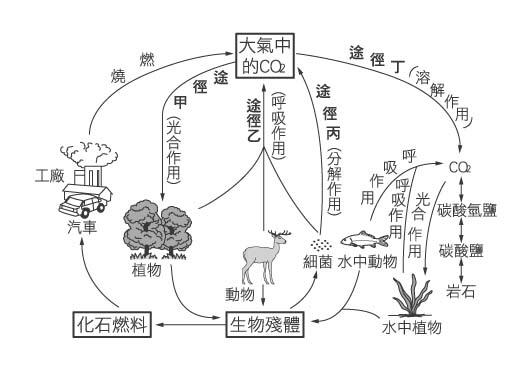 大氣中
的CO2
燃燒
途徑甲
(光合作用)
途徑乙
(呼吸作用)
途徑丙
(分解作用)
途徑丁
(溶解作用)
工廠
汽車
植物
動物
細菌
水中動物
呼吸作用
呼吸作用
光合作用
CO2
碳酸氫鹽
碳酸鹽
岩石
水中植物
化石燃料
生物殘體